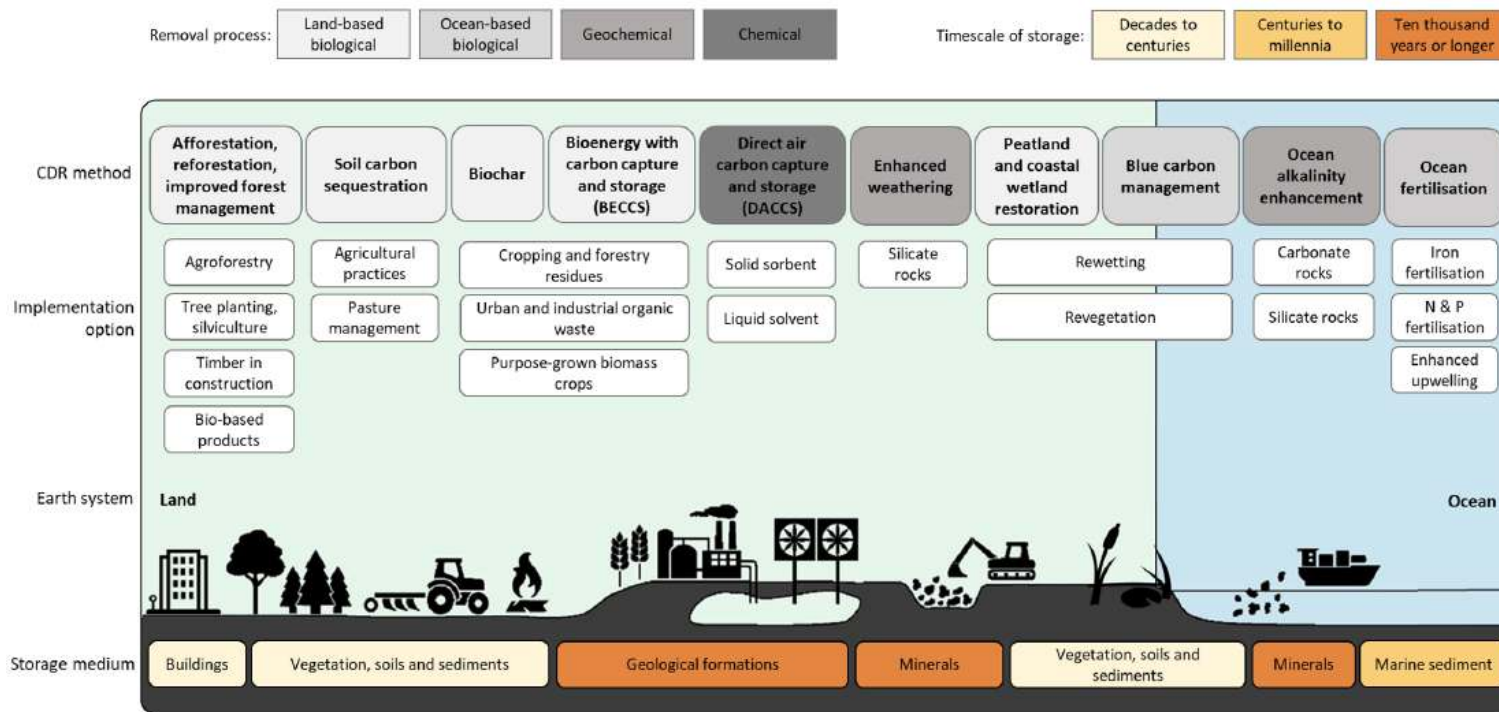 Removal process:
Land-based
biological
Ocean-based
biological
Geochemical
Chemical
Timescale of storage:
Decades to
centuries
Centuries to
millennia
Ten thousand
years or longer
CDR method
Afforestation,
reforestation,
improved forest
management
Soil carbon
sequestration
Biochar
Bioenergy with
carbon capture
and storage
(BECCS)
Direct air
carbon capture
and storage
(DACCS)
Enhanced
weathering
Peatland
and coastal
wetland
restoration
Blue carbon
management
Ocean
alkalinity
enhancement
Ocean
fertilisation
Implementation
option
Agroforestry
Tree planting,
silviculture
Timber in
construction
Bio-based
products
Agricultural
practices
Pasture
management
Cropping and forestry
residues
Urban and industrial organic
waste
Purpose-grown biomass
crops
Solid sorbent
Liquid solvent
Silicate
rocks
Rewetting
Revegetation
Carbonate
rocks
Silicate rocks
Iron
fertilisation
N & P
fertilisation
Enhanced
upwelling
Earth system
Land
Ocean
Storage medium
Buildings
Vegetation, soils and sediments
Geological formations
Minerals
Vegetation, soils and
sediments
Minerals
Marine sediment